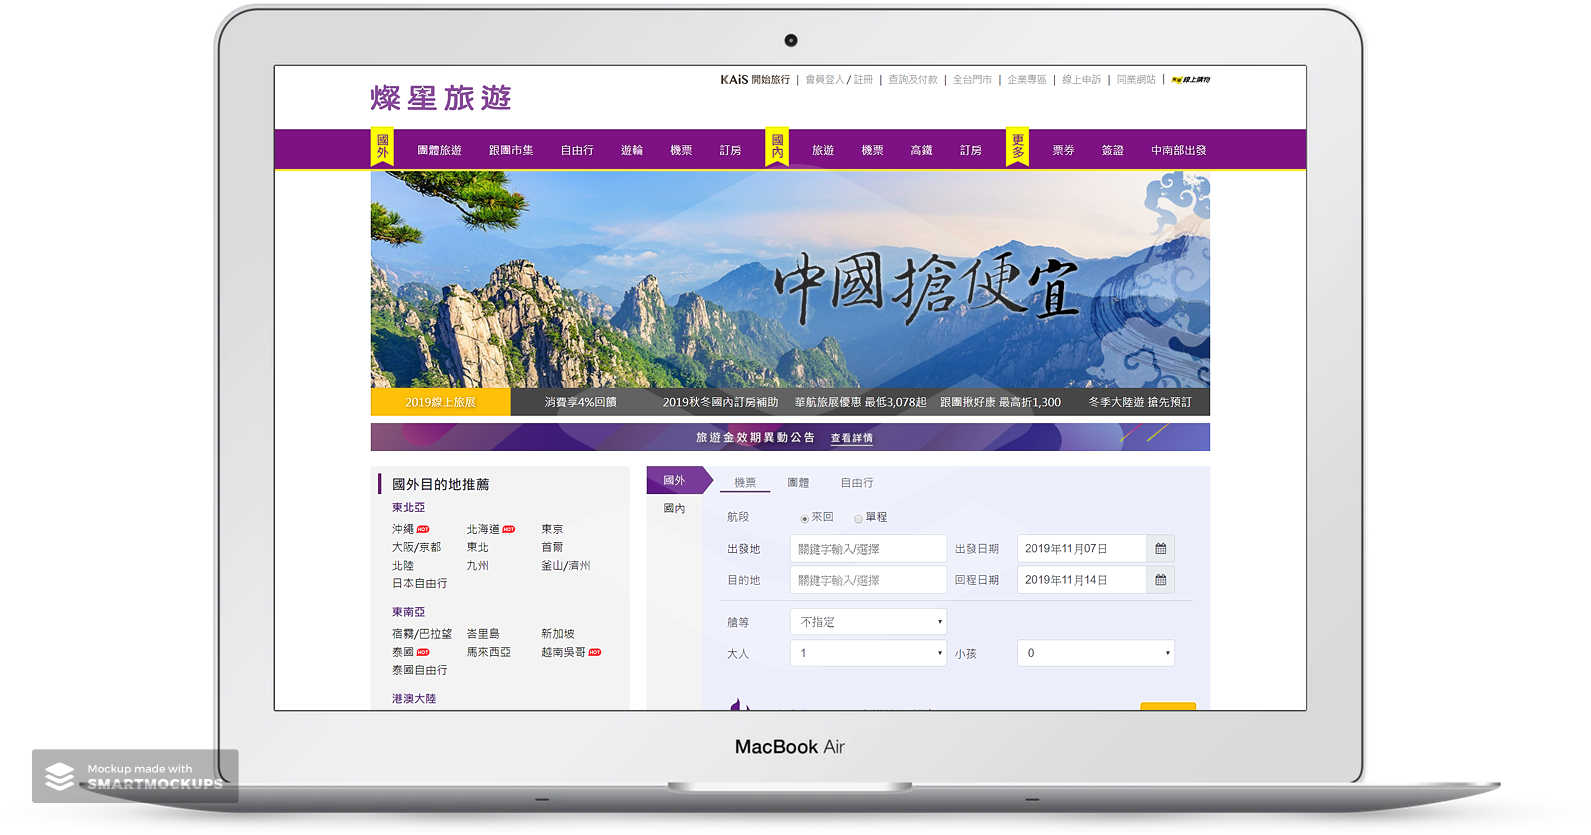 KAiS 開始旅行 | 會員登入 / 註冊 | 查詢及付款 | 全台門市 | 企業專區 | 線上申訴 | 同業網站 | 線上購物
燦星旅遊
國外 團體旅遊 跟團市集 自由行 遊輪 機票 訂房 國內 旅遊 機票 高鐵 訂房 更多 票券 簽證 中南部出發
中國搶便宜
2019線上旅展 消費享4%回饋 2019秋冬國內訂房補助 華航旅展優惠 最低3,078起 跟團揪好康 最高折1,300 冬季大陸遊 搶先預訂
旅遊金效期異動公告 查看詳情
國外目的地推薦
東北亞
沖繩 HOT 北海道 HOT 東京
大阪/京都 東北 首爾
北陸 九州 釜山/濟州
日本自由行
東南亞
宿霧/巴拉望 峇里島 新加坡
泰國 HOT 馬來西亞 越南吳哥 HOT
泰國自由行
港澳大陸
國外 機票 團體 自由行
國內
航段 來回 單程
出發地 關鍵字輸入/選擇 出發日期 2019年11月07日
目的地 關鍵字輸入/選擇 回程日期 2019年11月14日
艙等 不指定
大人 1 小孩 0
MacBook Air
Mockup made with
SMARTMOCKUPS